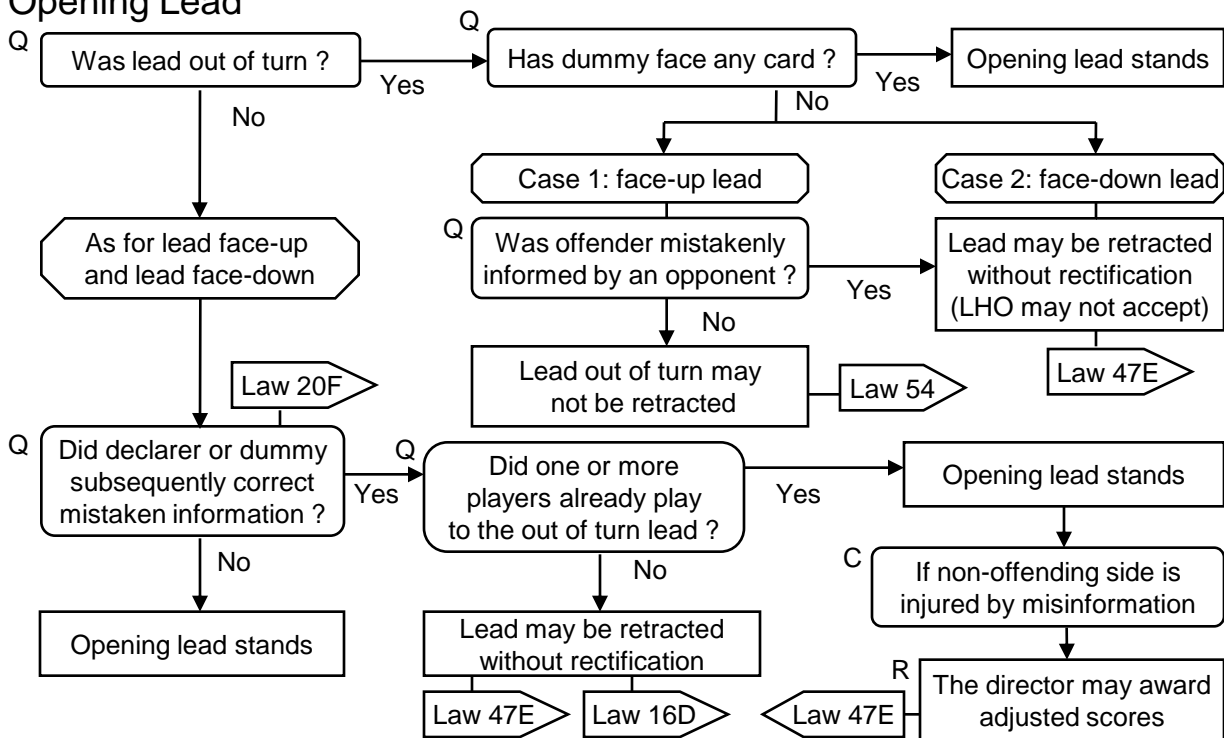 Opening Lead
Q
Was lead out of turn ?
Yes
No
Q
Has dummy face any card ?
Yes
No
Opening lead stands
Case 1: face-up lead
Case 2: face-down lead
As for lead face-up
and lead face-down
Q
Was offender mistakenly
informed by an opponent ?
Yes
No
Lead may be retracted
without rectification
(LHO may not accept)
Law 47E
Lead out of turn may
not be retracted
Law 54
Law 20F
Q
Did declarer or dummy
subsequently correct
mistaken information ?
Yes
No
Opening lead stands
Q
Did one or more
players already play
to the out of turn lead ?
Yes
No
Opening lead stands
C
If non-offending side is
injured by misinformation
Lead may be retracted
without rectification
Law 47E
Law 16D
R
The director may award
adjusted scores
Law 47E